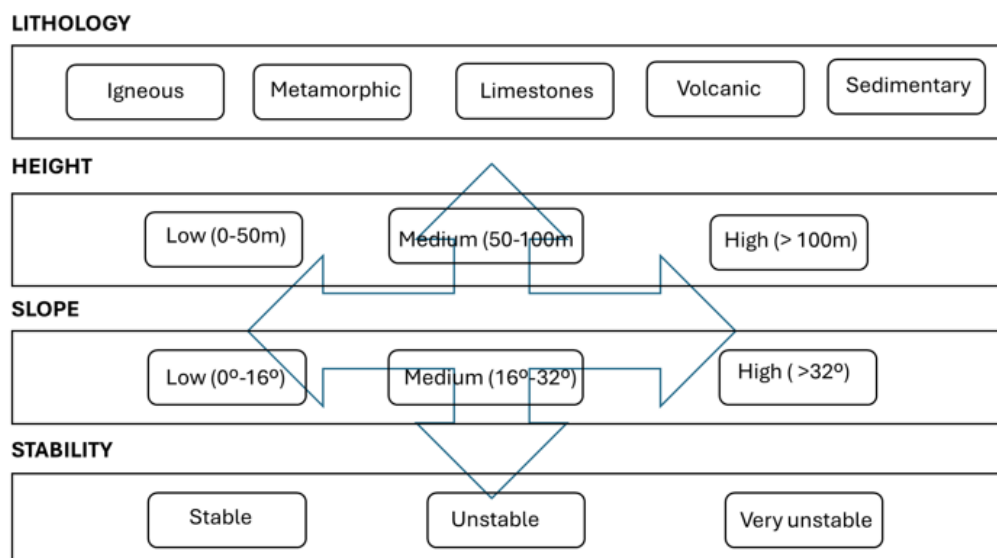 LITHOLOGY
Igneous
Metamorphic
Limestones
Volcanic
Sedimentary
HEIGHT
Low (0-50m)
Medium (50-100m
High (> 100m)
SLOPE
Low (0º-16º)
Medium (16º-32º)
High ( >32º)
STABILITY
Stable
Unstable
Very unstable